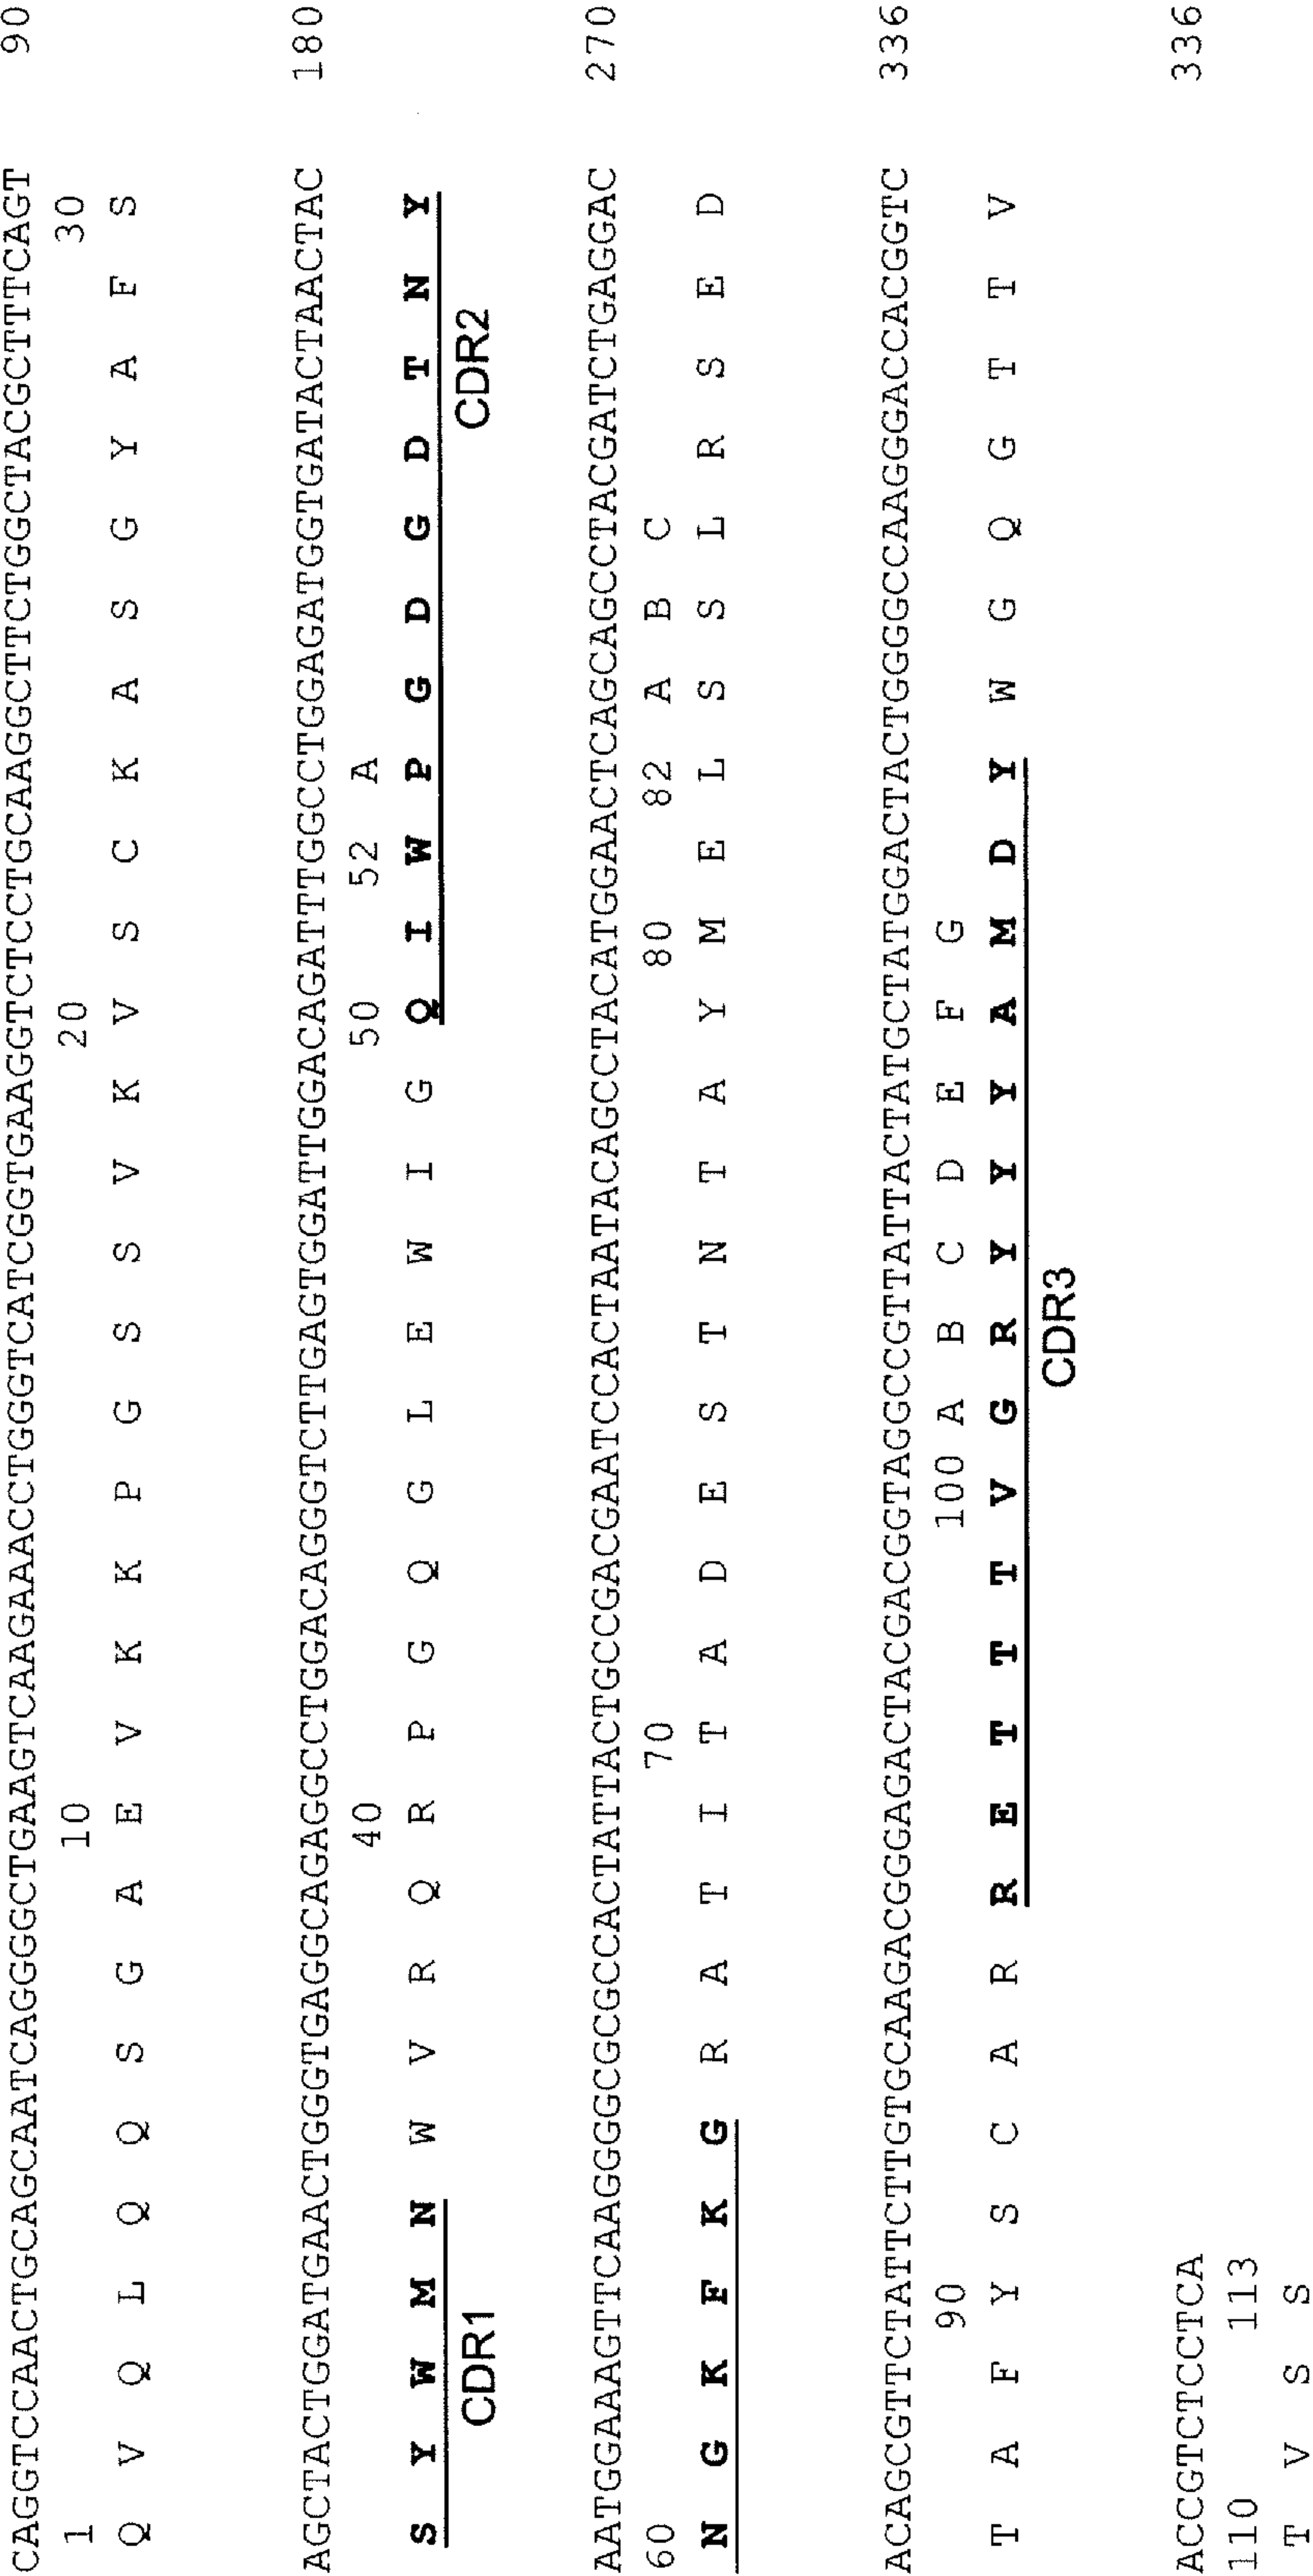 CAGGTCCAACTGCAGCAATCAGGGGCTGAAGTCAAGAAACCTGGGTCATCGGTGAAGGTCTCCTGCAAGGCTTCTGGCTACGCTTTCAGT 90
1 10 20 30
Q V Q L Q Q S G A E V K K P G S S V K V S C K A S G Y A F S
AGCTACTGGATGAACTGGGTGAGGCAGAGGCCTGGACAGGGTCTTGAGTGGATTGGACAGATTTGGCCTGGAGATGGTGATACTAACTAC 180
40 50 52 A
S Y W M N W V R Q R P G Q G L E W I G Q I W P G D G D T N Y
CDR1 CDR2
AATGGAAAGTTCAAGGGGCGCGCCACTATTACTGCCGACGAATCCACTAATACAGCCTACATGGAACTCAGCAGCCTACGATCTGAGGAC 270
60 70 80 82 A B C
N G K F K G R A T I T A D E S T N T A Y M E L S S L R S E D
ACAGCGTTCTATTCTTGTGCAAGACGGGAGACTACGACGGTAGGCCGTTATTACTATGCTATGGACTACTGGGGCCAAGGGACCACGGTC 336
90 100 A B C D E F G
T A F Y S C A R R E T T T V G R Y Y Y A M D Y W G Q G T T V
CDR3
ACCGTCTCCTCA 336
110 113
T V S S